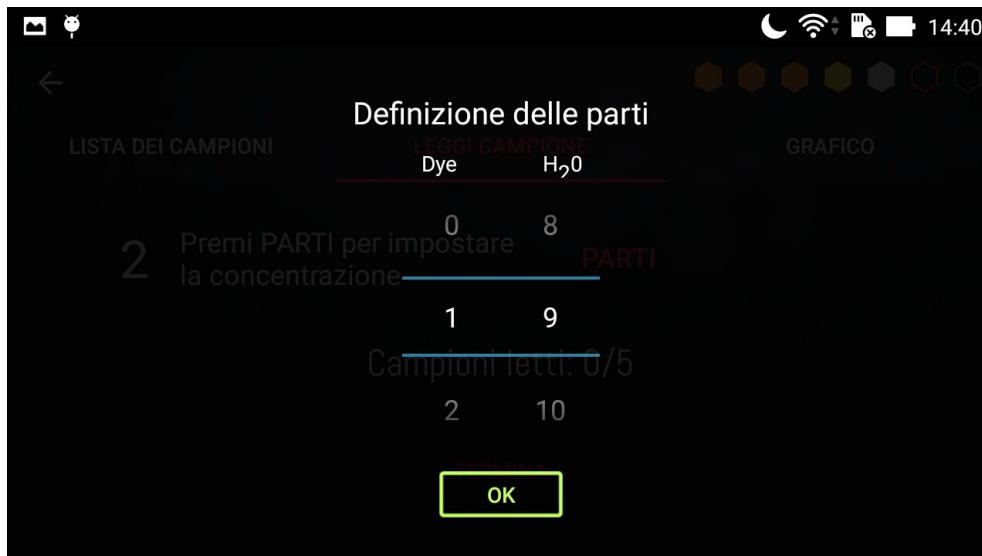 14:40
Definizione delle parti
LISTA DEI CAMPIONI
LEGGI CAMPIONE
GRAFICO
Dye
H₂0
0 8
2
Premi PARTI per impostare
la concentrazione
PARTI
1 9
Campioni letti: 0/5
2 10
OK